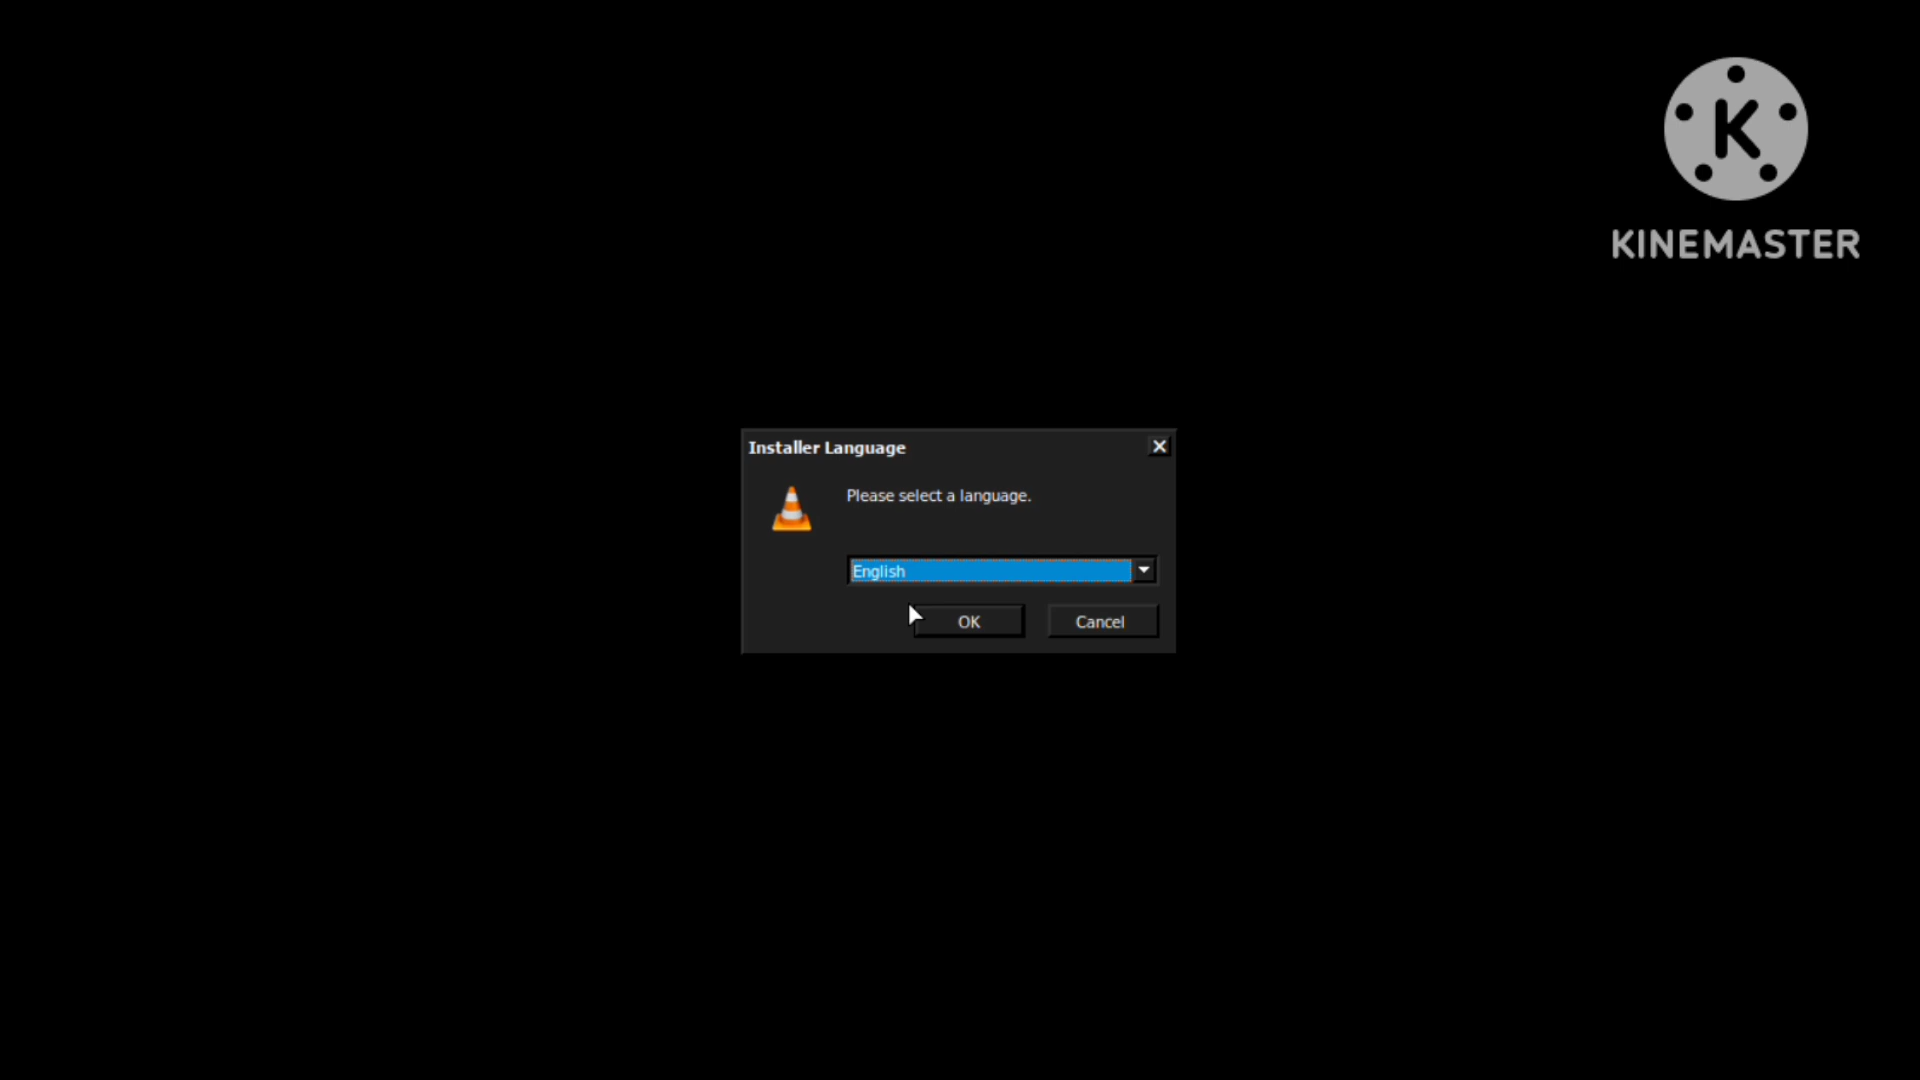 K
KINEMASTER
Installer Language
Please select a language.
English
OK
Cancel